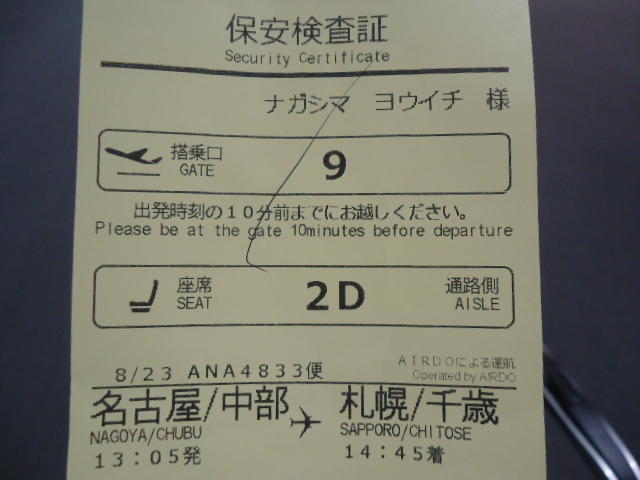 保安検査証
Security Certificate
ナガシマ ヨウイチ 様
搭乗口 9
GATE
出発時刻の10分前までにお越しください。
Please be at the gate 10minutes before departure
座席 2D 通路側
SEAT AISLE
AIRDOによる運航
8/23 ANA4833便 Operated by AIRDO
名古屋/中部 札幌/千歳
NAGOYA/CHUBU SAPPORO/CHITOSE
13:05発 14:45着